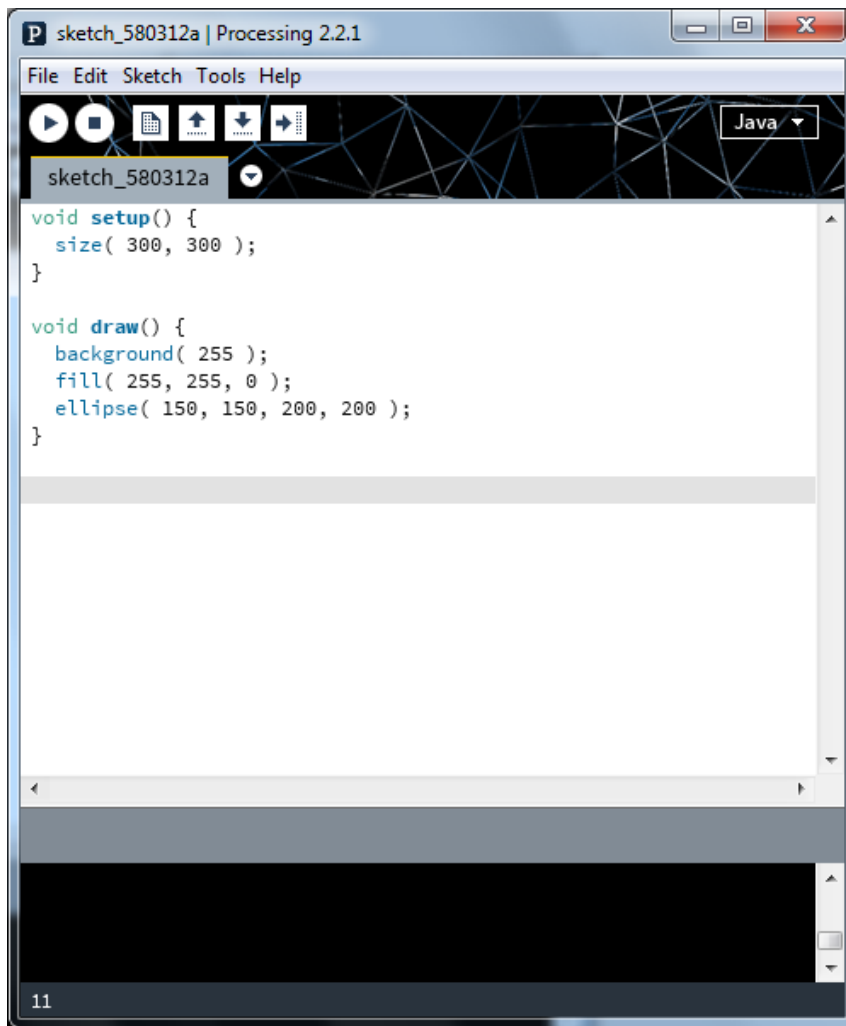 sketch_580312a | Processing 2.2.1
File Edit Sketch Tools Help
Java
sketch_580312a
void setup() {
  size( 300, 300 );
}
void draw() {
  background( 255 );
  fill( 255, 255, 0 );
  ellipse( 150, 150, 200, 200 );
}
11